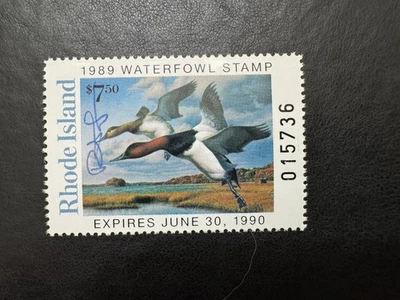 1989 WATERFOWL STAMP
$7.50
Rhode Island
015736
EXPIRES JUNE 30, 1990